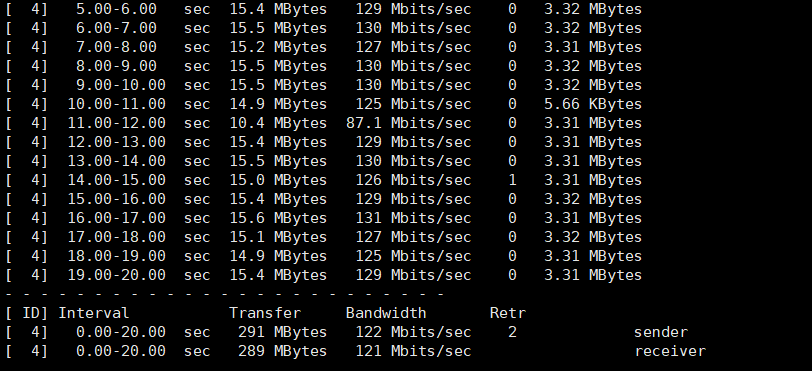 [  4]   5.00-6.00   sec  15.4 MBytes   129 Mbits/sec    0   3.32 MBytes
[  4]   6.00-7.00   sec  15.5 MBytes   130 Mbits/sec    0   3.32 MBytes
[  4]   7.00-8.00   sec  15.2 MBytes   127 Mbits/sec    0   3.31 MBytes
[  4]   8.00-9.00   sec  15.5 MBytes   130 Mbits/sec    0   3.32 MBytes
[  4]   9.00-10.00  sec  15.5 MBytes   130 Mbits/sec    0   3.32 MBytes
[  4]  10.00-11.00  sec  14.9 MBytes   125 Mbits/sec    0   5.66 KBytes
[  4]  11.00-12.00  sec  10.4 MBytes  87.1 Mbits/sec    0   3.31 MBytes
[  4]  12.00-13.00  sec  15.4 MBytes   129 Mbits/sec    0   3.31 MBytes
[  4]  13.00-14.00  sec  15.5 MBytes   130 Mbits/sec    0   3.31 MBytes
[  4]  14.00-15.00  sec  15.0 MBytes   126 Mbits/sec    1   3.31 MBytes
[  4]  15.00-16.00  sec  15.4 MBytes   129 Mbits/sec    0   3.32 MBytes
[  4]  16.00-17.00  sec  15.6 MBytes   131 Mbits/sec    0   3.31 MBytes
[  4]  17.00-18.00  sec  15.1 MBytes   127 Mbits/sec    0   3.32 MBytes
[  4]  18.00-19.00  sec  14.9 MBytes   125 Mbits/sec    0   3.31 MBytes
[  4]  19.00-20.00  sec  15.4 MBytes   129 Mbits/sec    0   3.31 MBytes
- - - - - - - - - - - - - - - - - - - - - - - - -
[ ID] Interval           Transfer     Bandwidth       Retr
[  4]   0.00-20.00  sec   291 MBytes   122 Mbits/sec    2             sender
[  4]   0.00-20.00  sec   289 MBytes   121 Mbits/sec                  receiver